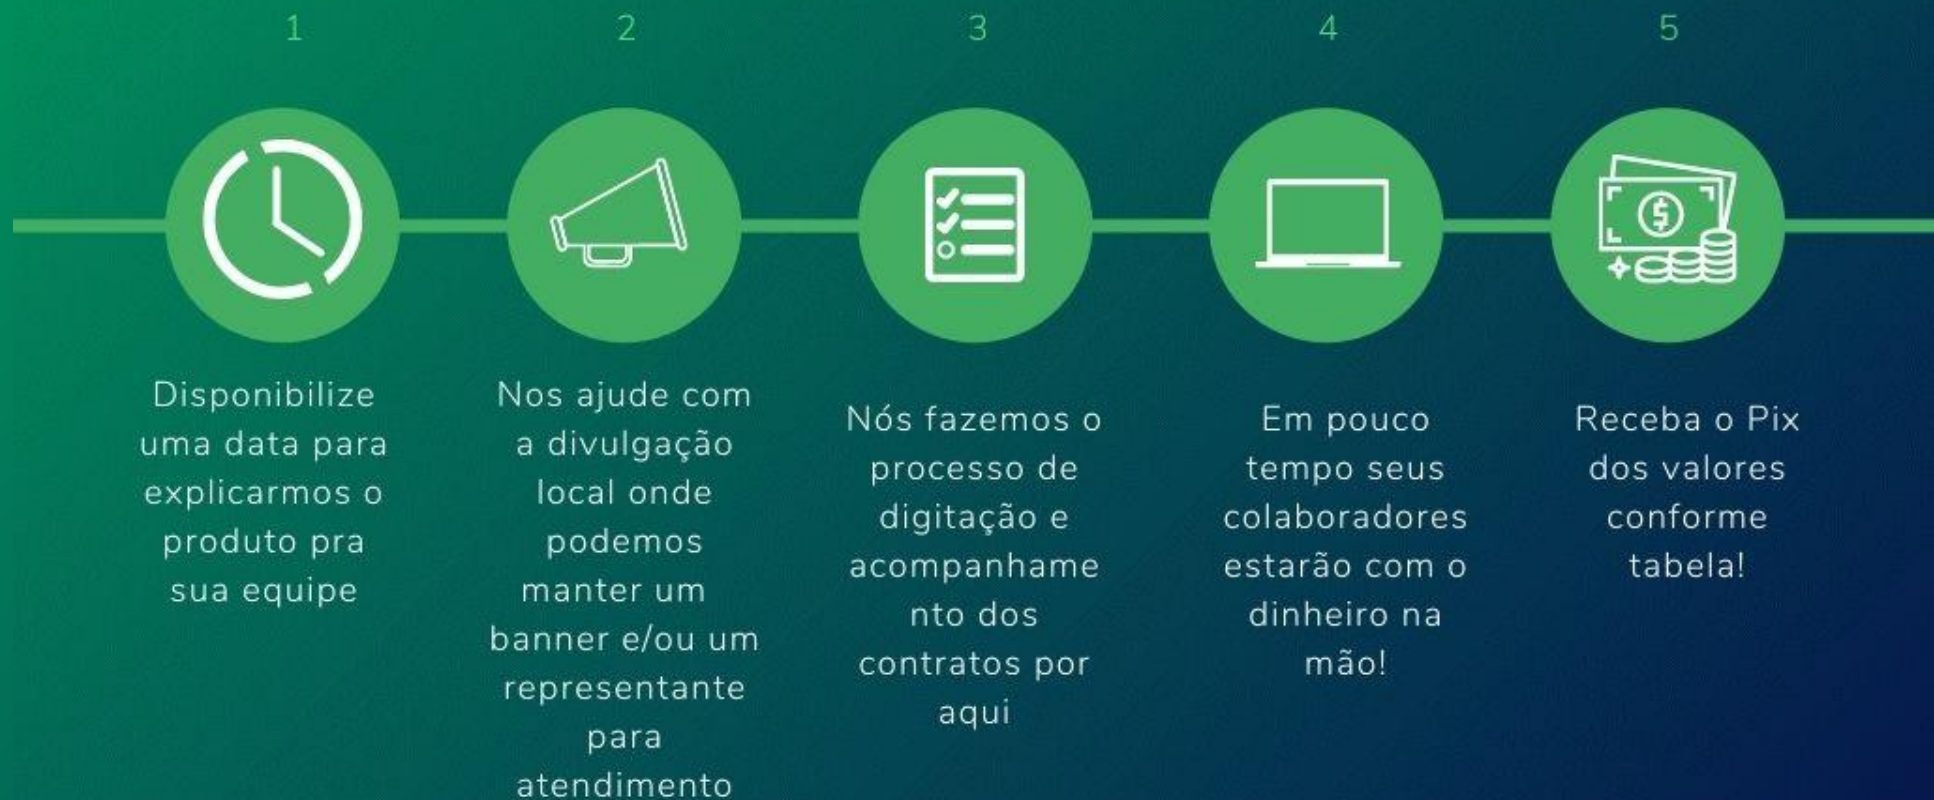 1
2
3
4
5
Disponibilize
uma data para
explicarmos o
produto pra
sua equipe
Nos ajude com
a divulgação
local onde
podemos
manter um
banner e/ou um
representante
para
atendimento
Nós fazemos o
processo de
digitação e
acompanhame
nto dos
contratos por
aqui
Em pouco
tempo seus
colaboradores
estarão com o
dinheiro na
mão!
Receba o Pix
dos valores
conforme
tabela!